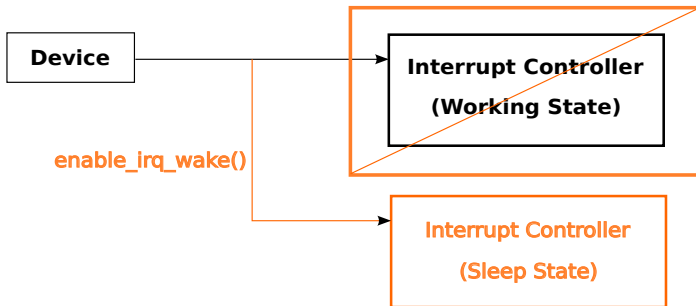 Device
Interrupt Controller
(Working State)
enable_irq_wake()
Interrupt Controller
(Sleep State)